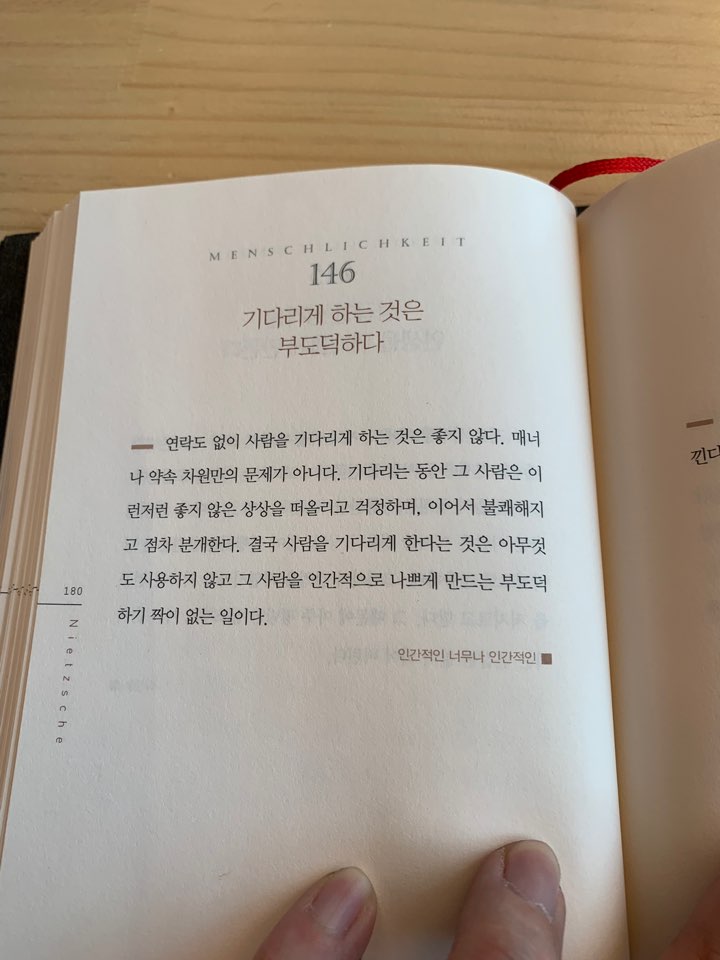 MENSCHLICHKEIT
146
기다리게 하는 것은
부도덕하다
연락도 없이 사람을 기다리게 하는 것은 좋지 않다. 매너
나 약속 차원만의 문제가 아니다. 기다리는 동안 그 사람은 이
런저런 좋지 않은 상상을 떠올리고 걱정하며, 이어서 불쾌해지
고 점차 분개한다. 결국 사람을 기다리게 한다는 것은 아무것
도 사용하지 않고 그 사람을 인간적으로 나쁘게 만드는 부도덕
하기 짝이 없는 일이다.
인간적인 너무나 인간적인
180
Nietzsche